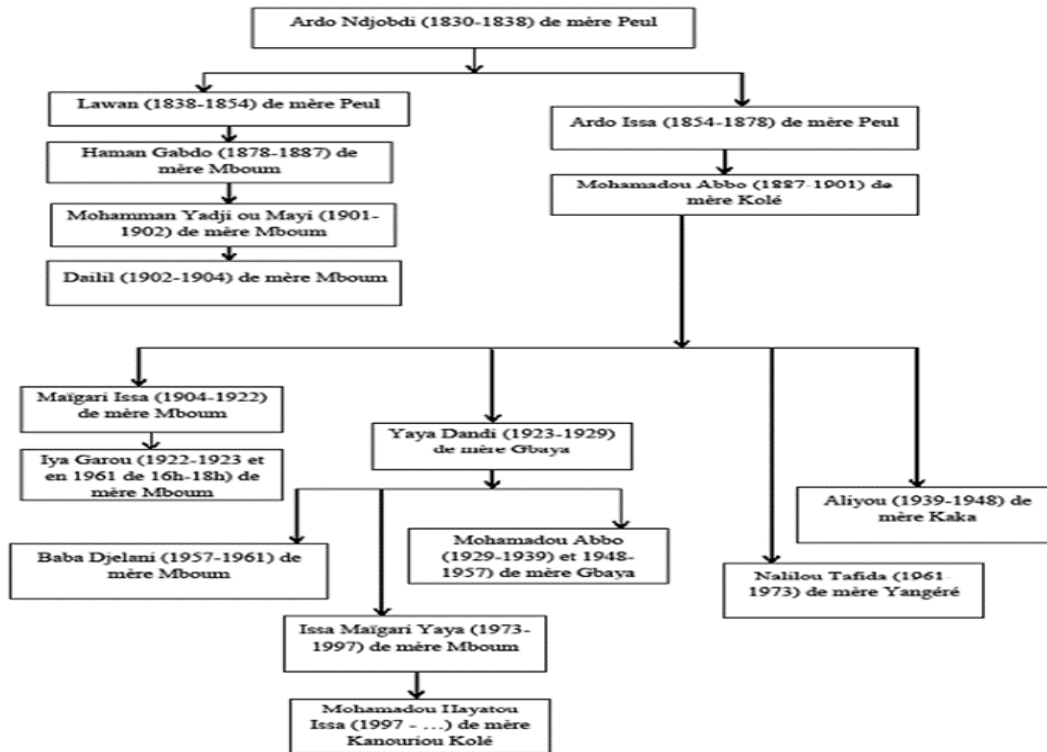 Ardo Ndjobdi (1830-1838) de mère Peul
Lawan (1838-1854) de mère Peul
Ardo Issa (1854-1878) de mère Peul
Haman Gabdo (1878-1887) de
mère Mboum
Mohamadou Abbo (1887-1901) de
mère Kolé
Mohamman Yadji ou Mayi (1901-
1902) de mère Mboum
Dailil (1902-1904) de mère Mboum
Maïgari Issa (1904-1922)
de mère Mboum
Yaya Dandi (1923-1929)
de mère Gbaya
Iya Garou (1922-1923 et
en 1961 de 16h-18h) de
mère Mboum
Aliyou (1939-1948) de
mère Kaka
Baba Djelani (1957-1961) de
mère Mboum
Mohamadou Abbo
(1929-1939) et 1948-
1957) de mère Gbaya
Nalilou Tafida (1961-
1973) de mère Yangéré
Issa Maïgari Yaya (1973-
1997) de mère Mboum
Mohamadou Hayatou
Issa (1997 - ...) de mère
Kanouriou Kolé